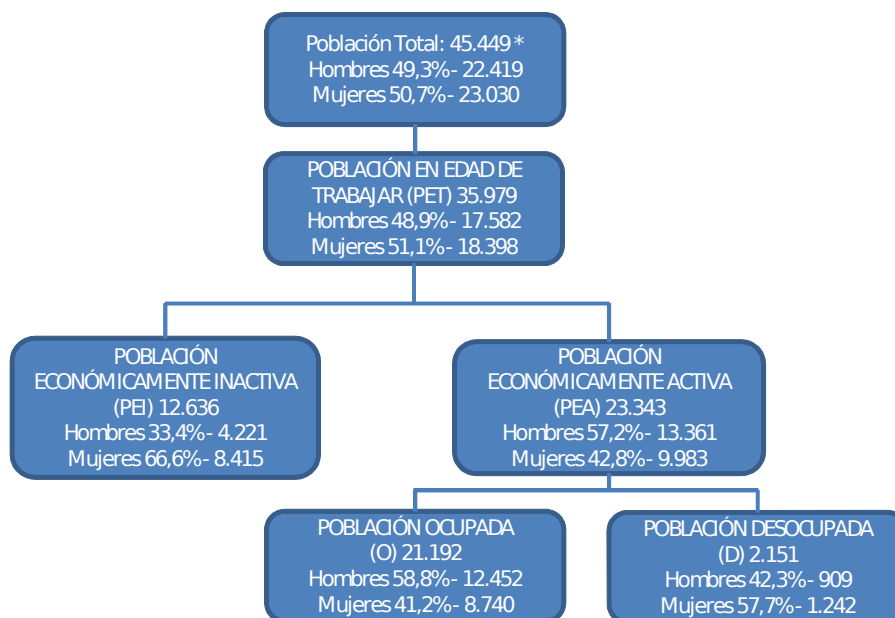 Población Total: 45.449 *
Hombres 49,3% - 22.419
Mujeres 50,7% - 23.030
POBLACIÓN EN EDAD DE
TRABAJAR (PET) 35.979
Hombres 48,9% - 17.582
Mujeres 51,1% - 18.398
POBLACIÓN
ECONÓMICAMENTE INACTIVA
(PEI) 12.636
Hombres 33,4% - 4.221
Mujeres 66,6% - 8.415
POBLACIÓN
ECONÓMICAMENTE ACTIVA
(PEA) 23.343
Hombres 57,2% - 13.361
Mujeres 42,8% - 9.983
POBLACIÓN OCUPADA
(O) 21.192
Hombres 58,8% - 12.452
Mujeres 41,2% - 8.740
POBLACIÓN DESOCUPADA
(D) 2.151
Hombres 42,3% - 909
Mujeres 57,7% - 1.242